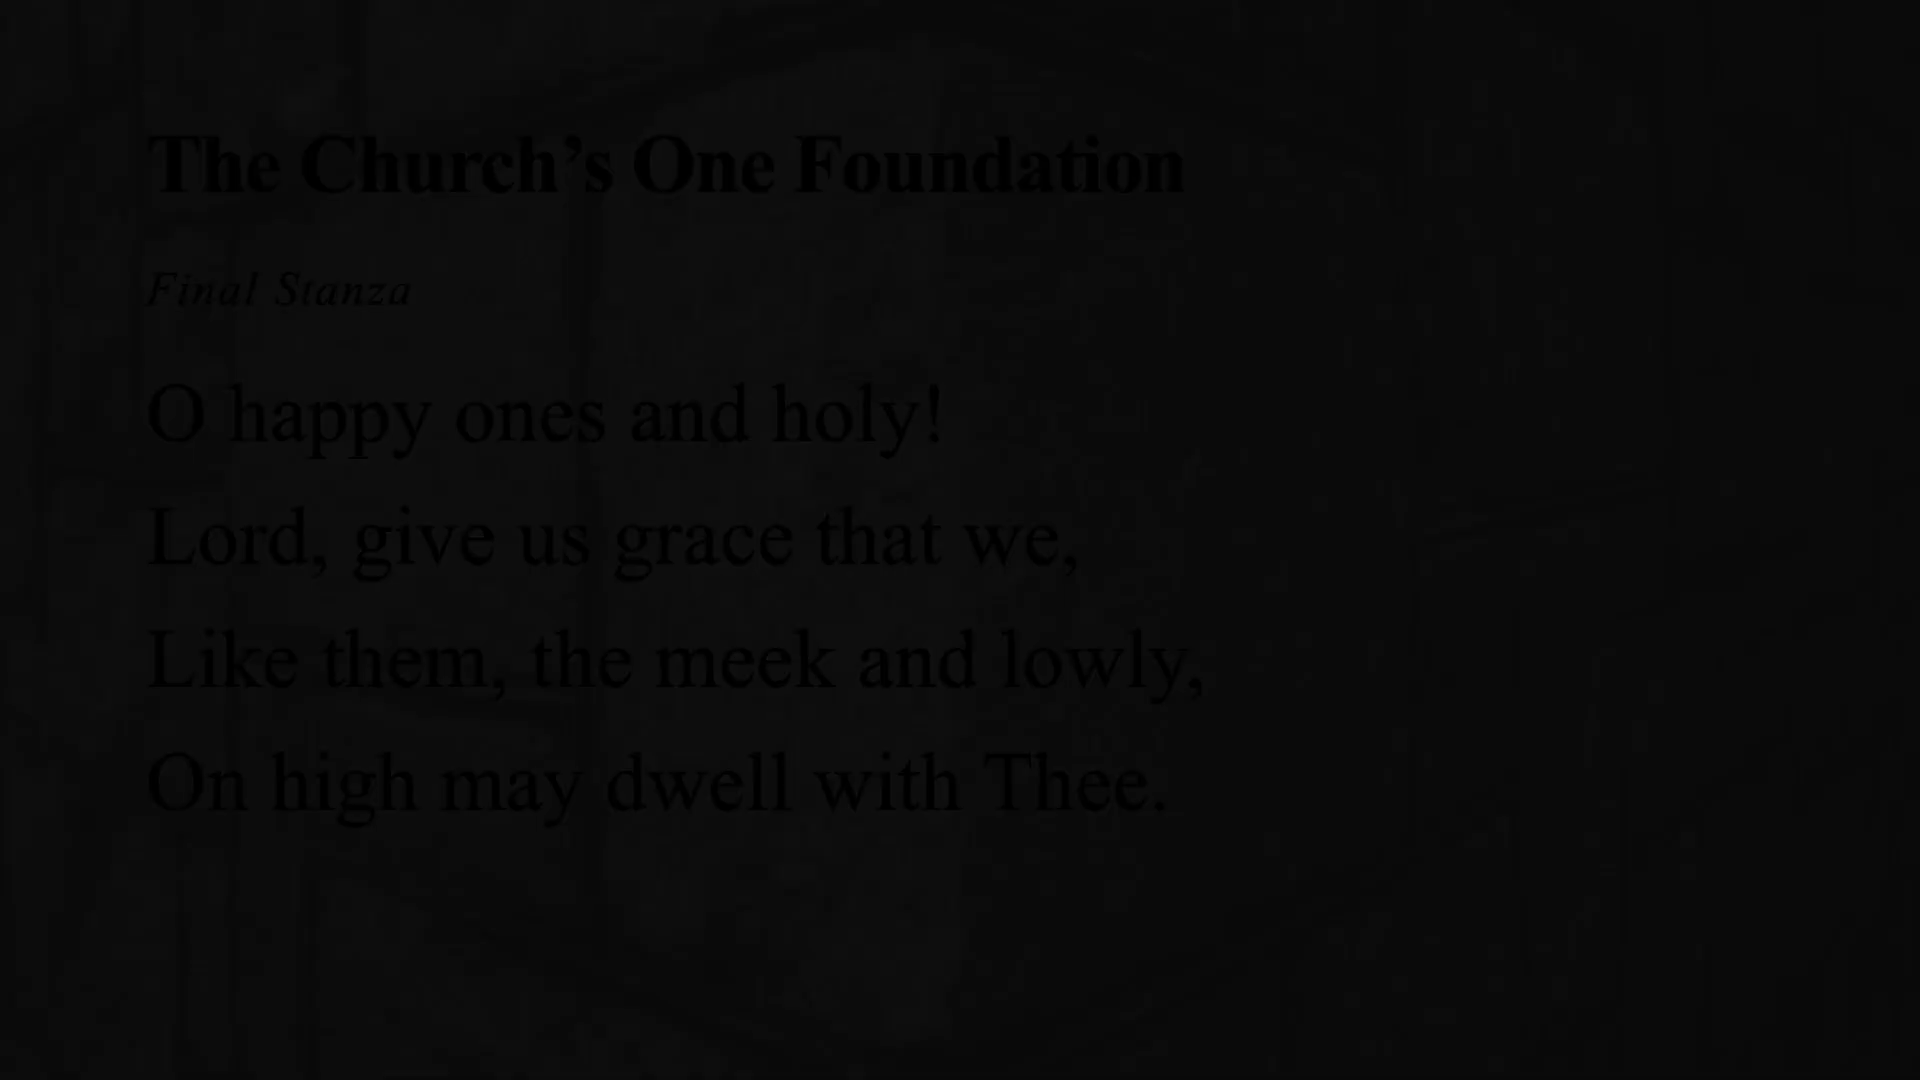 The Church’s One Foundation
Final Stanza
O happy ones and holy!
Lord, give us grace that we,
Like them, the meek and lowly,
On high may dwell with Thee.